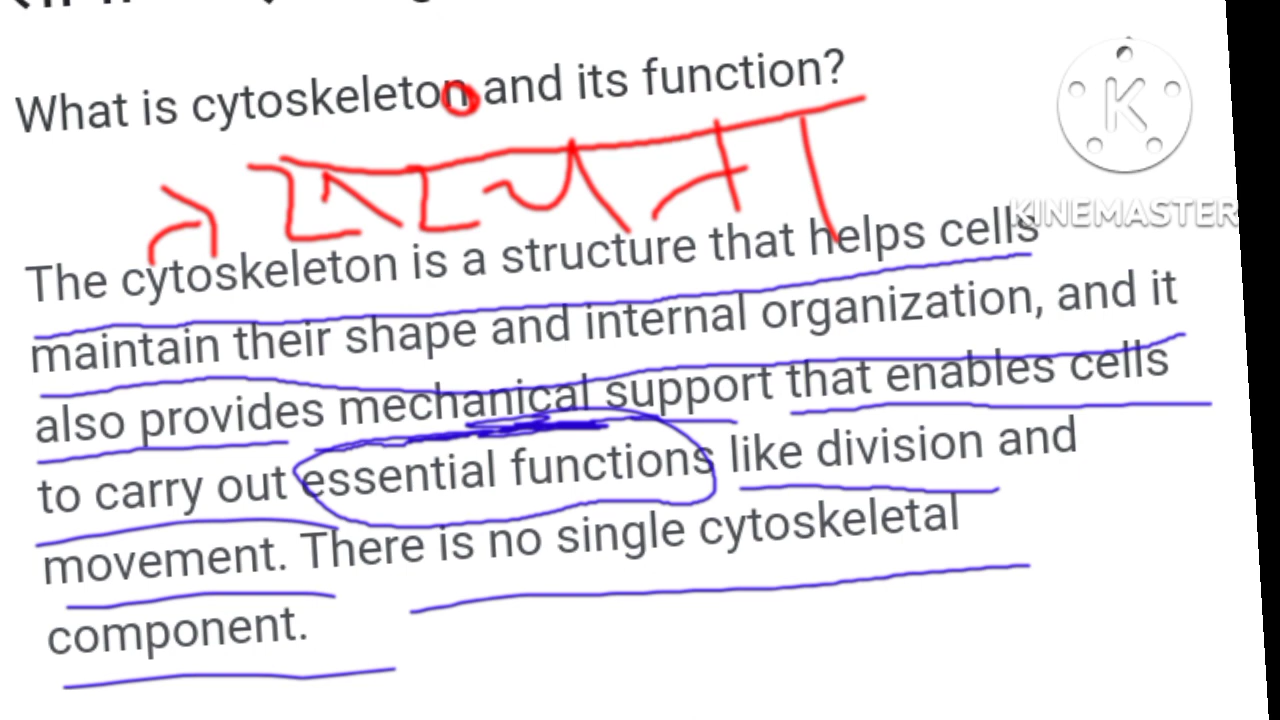 What is cytoskeleton and its function?
The cytoskeleton is a structure that helps cells
maintain their shape and internal organization, and it
also provides mechanical support that enables cells
to carry out essential functions like division and
movement. There is no single cytoskeletal
component.
K
KINEMASTER